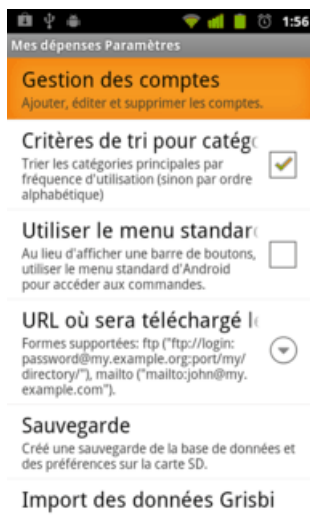 1:56
Mes dépenses Paramètres
Gestion des comptes
Ajouter, éditer et supprimer les comptes.
Critères de tri pour catég
Trier les catégories principales par
fréquence d'utilisation (sinon par ordre
alphabétique)
Utiliser le menu standar
Au lieu d'afficher une barre de boutons,
utiliser le menu standard d'Android
pour accéder aux commandes.
URL où sera téléchargé l
Formes supportées: ftp ("ftp://login:
password@my.example.org:port/my/
directory/"), mailto ("mailto:john@my.
example.com").
Sauvegarde
Créé une sauvegarde de la base de données et
des préférences sur la carte SD.
Import des données Grisbi